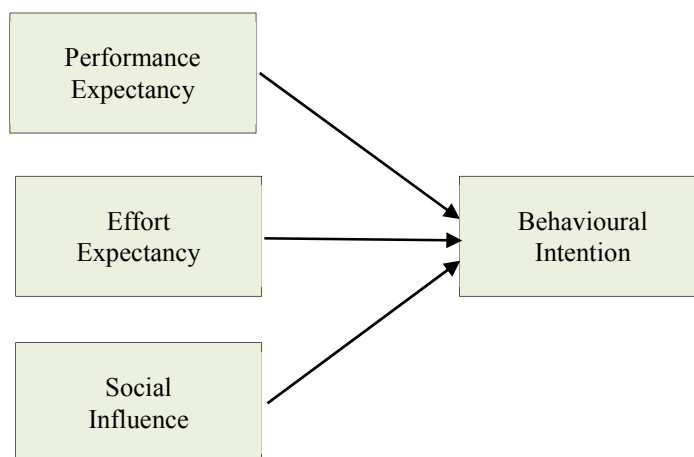 Performance
Expectancy
Effort
Expectancy
Behavioural
Intention
Social
Influence